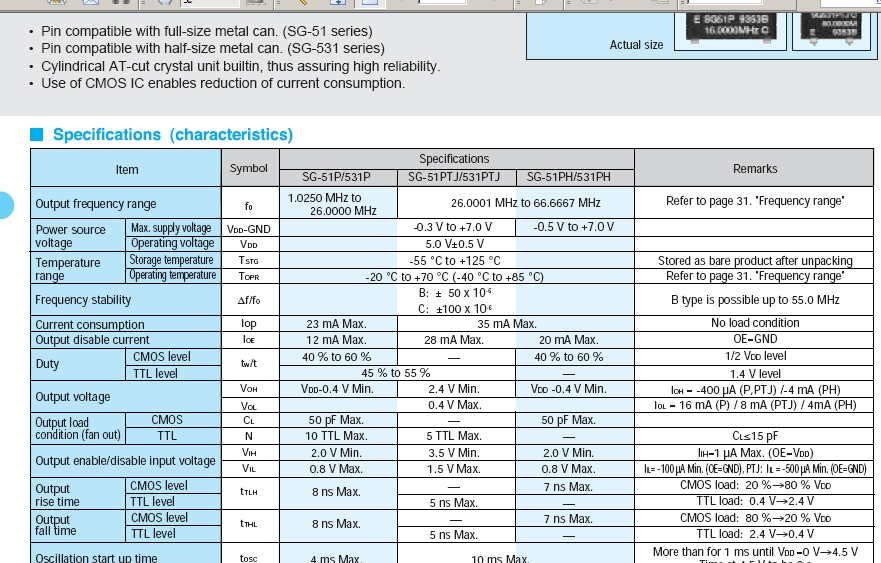 • Pin compatible with full-size metal can. (SG-51 series)
• Pin compatible with half-size metal can. (SG-531 series)
• Cylindrical AT-cut crystal unit builtin, thus assuring high reliability.
• Use of CMOS IC enables reduction of current consumption.
Actual size
E SG51P 9353B
16.0000MHz C
80.0000M
E 9353B
Specifications (characteristics)
Item Symbol Specifications Remarks
SG-51P/531P SG-51PTJ/531PTJ SG-51PH/531PH
Output frequency range f0 1.0250 MHz to 26.0000 MHz 26.0001 MHz to 66.6667 MHz Refer to page 31. "Frequency range"
Power source voltage Max. supply voltage VDD-GND -0.3 V to +7.0 V -0.5 V to +7.0 V
Operating voltage VDD 5.0 V±0.5 V
Temperature range Storage temperature TSTG -55 °C to +125 °C Stored as bare product after unpacking
Operating temperature TOPR -20 °C to +70 °C (-40 °C to +85 °C) Refer to page 31. "Frequency range"
Frequency stability Δf/f0 B: ± 50 x 10-6 B type is possible up to 55.0 MHz
C: ±100 x 10-6
Current consumption Iop 23 mA Max. 35 mA Max. No load condition
Output disable current IOE 12 mA Max. 28 mA Max. 20 mA Max. OE=GND
Duty CMOS level tw/t 40 % to 60 % — 40 % to 60 % 1/2 VDD level
TTL level 45 % to 55 % — 1.4 V level
Output voltage VOH VDD-0.4 V Min. 2.4 V Min. VDD -0.4 V Min. IOH = -400 µA (P,PTJ) /-4 mA (PH)
VOL 0.4 V Max. IOL = 16 mA (P) / 8 mA (PTJ) / 4mA (PH)
Output load condition (fan out) CMOS CL 50 pF Max. — 50 pF Max.
TTL N 10 TTL Max. 5 TTL Max. — CL≤15 pF
Output enable/disable input voltage VIH 2.0 V Min. 3.5 V Min. 2.0 V Min. IIH=1 µA Max. (OE=VDD)
VIL 0.8 V Max. 1.5 V Max. 0.8 V Max. IIL= -100 µA Min. (OE=GND), PTJ: IIL = -500 µA Min. (OE=GND)
Output rise time CMOS level tTLH 8 ns Max. — 7 ns Max. CMOS load: 20 %→80 % VDD
TTL level 5 ns Max. — TTL load: 0.4 V→2.4 V
Output fall time CMOS level tTHL 8 ns Max. — 7 ns Max. CMOS load: 80 %→20 % VDD
TTL level 5 ns Max. — TTL load: 2.4 V→0.4 V
Oscillation start up time tOSC 4 ms Max. 10 ms Max. More than for 1 ms until VDD =0 V→4.5 V